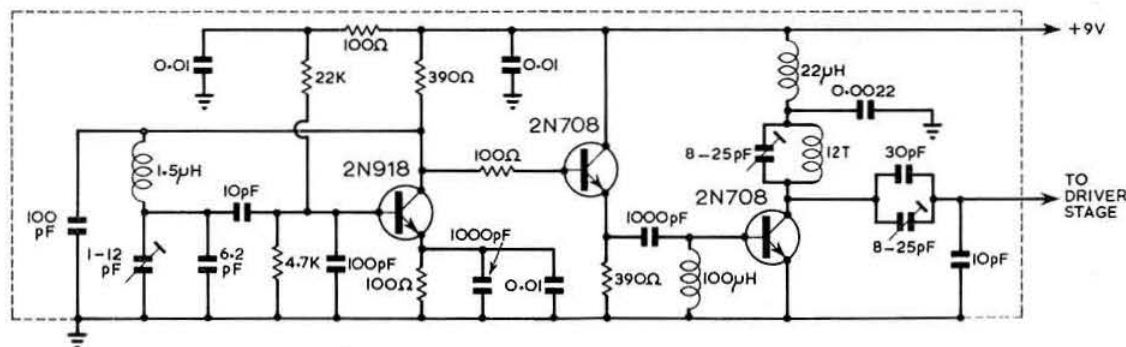 +9V
100Ω
0.01
22K
390Ω
0.01
22μH
0.0022
2N708
8-25pF
12T
30pF
1.5μH
10pF
2N918
100Ω
2N708
TO
DRIVER
STAGE
100
pF
1000pF
1000pF
8-25pF
1-12
pF
6.2
pF
4.7K
100pF
100Ω
0.01
390Ω
100μH
10pF